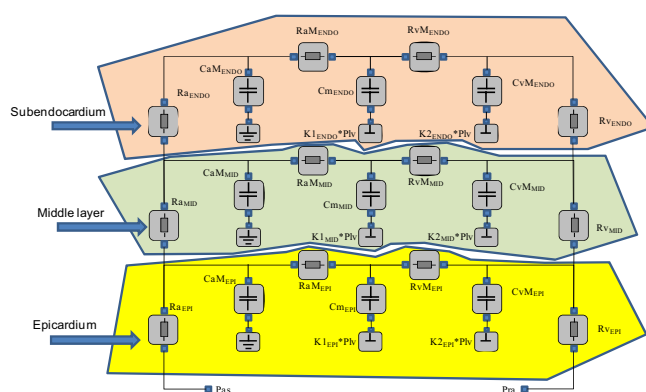 RaM_ENDO RvM_ENDO
CaM_ENDO Cm_ENDO CvM_ENDO
Ra_ENDO Rv_ENDO
Subendocardium
K1_ENDO*Plv K2_ENDO*Plv
CaM_MID RaM_MID RvM_MID CvM_MID
Cm_MID
Middle layer
Ra_MID Rv_MID
K1_MID*Plv K2_MID*Plv
CaM_EPI RaM_EPI RvM_EPI CvM_EPI
Ra_EPI Cm_EPI Rv_EPI
Epicardium
K1_EPI*Plv K2_EPI*Plv
Pas Pra